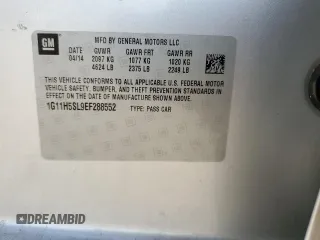 GM
MFD BY GENERAL MOTORS LLC
DATE GVWR GAWR FRT GAWR RR
04/14 2097 KG 1077 KG 1020 KG
4624 LB 2375 LB 2249 LB
THIS VEHICLE CONFORMS TO ALL APPLICABLE U.S. FEDERAL MOTOR
VEHICLE SAFETY, BUMPER, AND THEFT PREVENTION STANDARDS
IN EFFECT ON THE DATE OF MANUFACTURE SHOWN ABOVE.
1G11H5SL9EF288552 TYPE: PASS CAR
DREAMBID